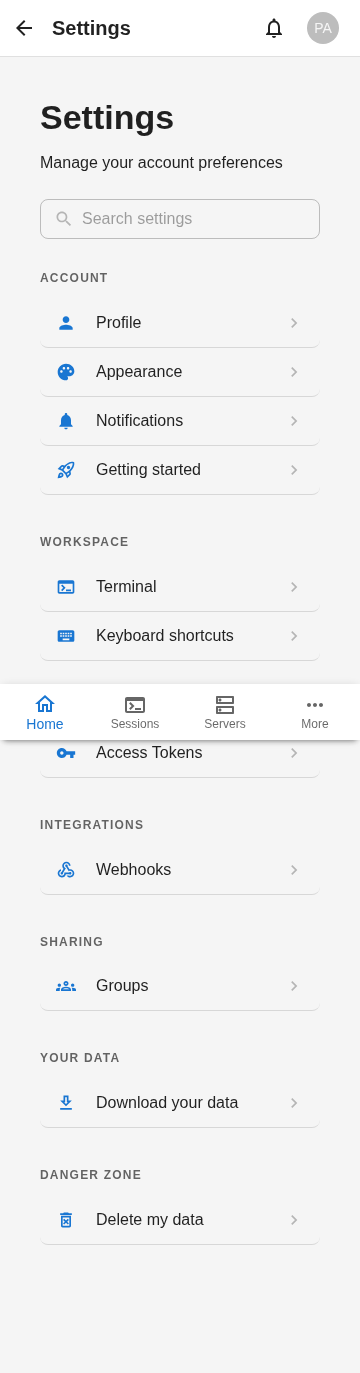 Settings
PA
Settings
Manage your account preferences
Search settings
ACCOUNT
Profile
Appearance
Notifications
Getting started
WORKSPACE
Terminal
Keyboard shortcuts
Home
Sessions
Servers
More
Access Tokens
INTEGRATIONS
Webhooks
SHARING
Groups
YOUR DATA
Download your data
DANGER ZONE
Delete my data